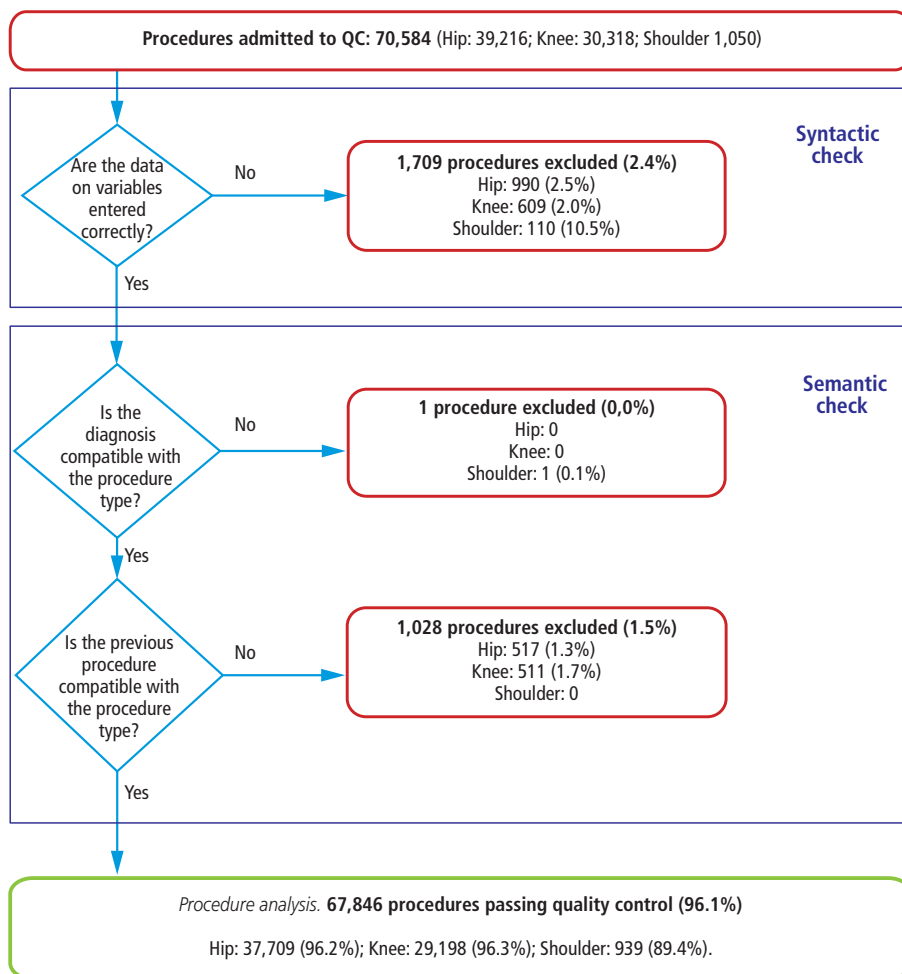 Procedures admitted to QC: 70,584 (Hip: 39,216; Knee: 30,318; Shoulder 1,050)
Syntactic
check
Are the data
on variables
entered
correctly?
No
1,709 procedures excluded (2.4%)
Hip: 990 (2.5%)
Knee: 609 (2.0%)
Shoulder: 110 (10.5%)
Yes
Semantic
check
Is the
diagnosis
compatible with
the procedure
type?
No
1 procedure excluded (0,0%)
Hip: 0
Knee: 0
Shoulder: 1 (0.1%)
Yes
Is the previous
procedure
compatible with
the procedure
type?
No
1,028 procedures excluded (1.5%)
Hip: 517 (1.3%)
Knee: 511 (1.7%)
Shoulder: 0
Yes
Procedure analysis. 67,846 procedures passing quality control (96.1%)
Hip: 37,709 (96.2%); Knee: 29,198 (96.3%); Shoulder: 939 (89.4%).